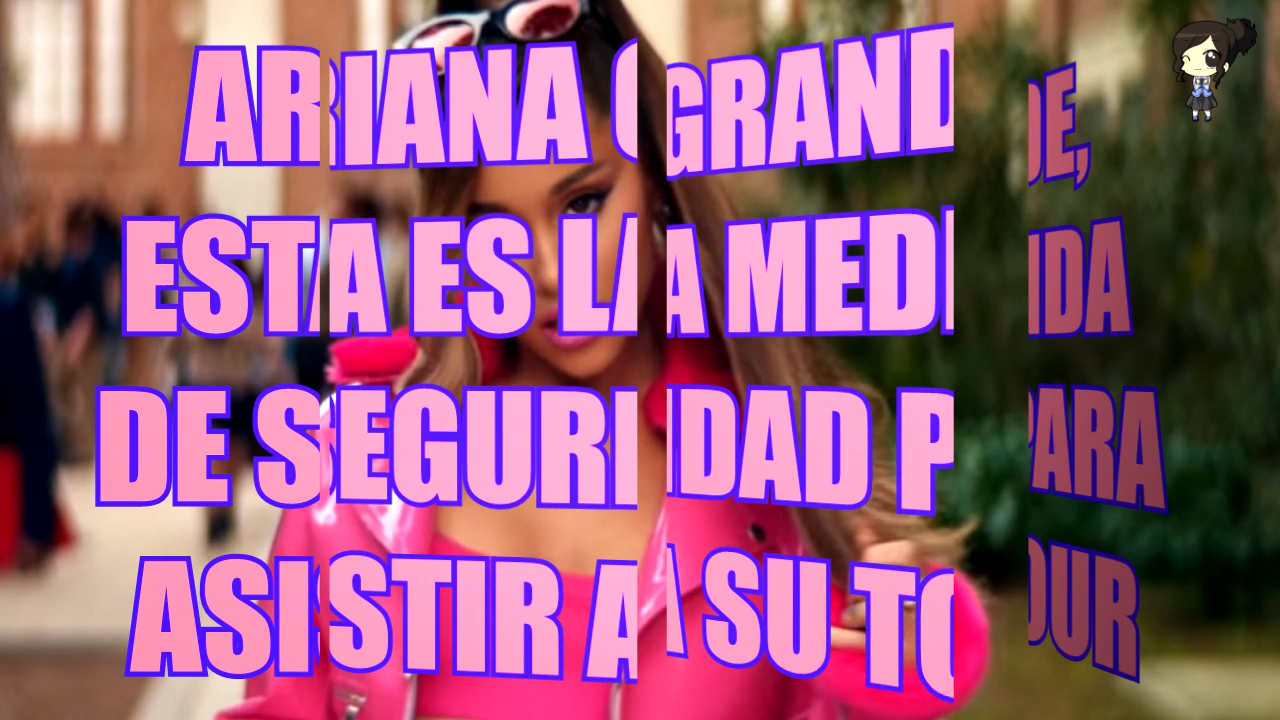 ARIANA GRANDE,
ESTA ES LA MEDIDA
DE SEGURIDAD PARA
ASISTIR A SU TOUR